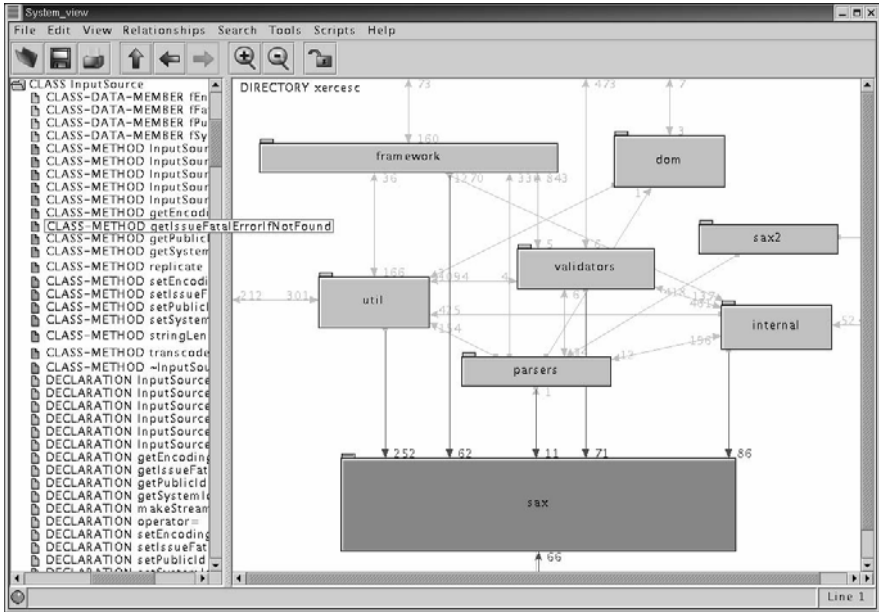 System_view
File Edit View Relationships Search Tools Scripts Help
CLASS InputSource
CLASS-DATA-MEMBER fEn
CLASS-DATA-MEMBER fFa
CLASS-DATA-MEMBER fPu
CLASS-DATA-MEMBER fSy
CLASS-METHOD InputSour
CLASS-METHOD InputSour
CLASS-METHOD InputSour
CLASS-METHOD InputSour
CLASS-METHOD InputSour
CLASS-METHOD getEncodi
CLASS-METHOD getIssueFatalErrorIfNotFound
CLASS-METHOD getPublicI
CLASS-METHOD getSystem
CLASS-METHOD replicate
CLASS-METHOD setEncodi
CLASS-METHOD setIssueF
CLASS-METHOD setPublicI
CLASS-METHOD setSystem
CLASS-METHOD stringLen
CLASS-METHOD transcode
CLASS-METHOD ~InputSou
DECLARATION InputSource
DECLARATION InputSource
DECLARATION InputSource
DECLARATION InputSource
DECLARATION InputSource
DECLARATION InputSource
DECLARATION getEncoding
DECLARATION getIssueFat
DECLARATION getPublicId
DECLARATION getSystemId
DECLARATION makeStream
DECLARATION operator=
DECLARATION setEncoding
DECLARATION setIssueFat
DECLARATION setPublicId
DIRECTORY xercesc
73
473
7
160
3
framework
dom
36
1270
33
843
1
sax2
5
6
validators
166
4
212
301
util
425
154
internal
52
12
156
parsers
1
252
62
11
71
86
sax
66
Line 1